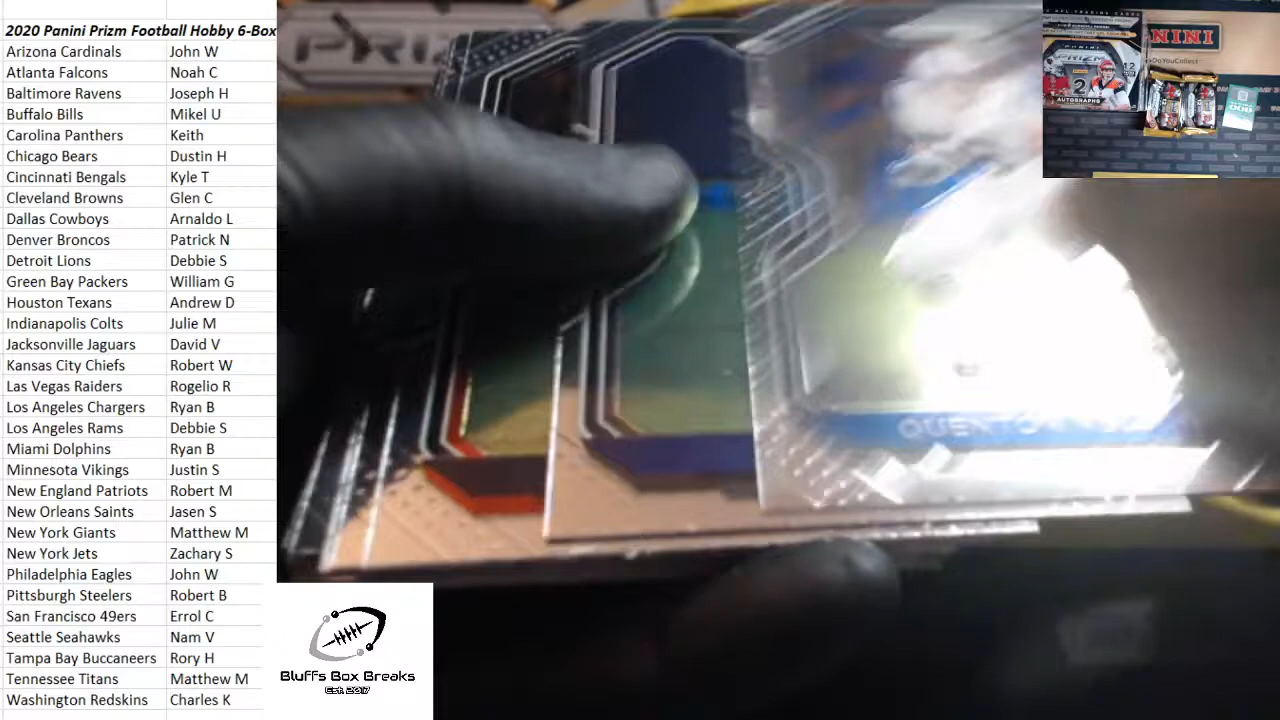 2020 Panini Prizm Football Hobby 6-Box
Arizona Cardinals John W
Atlanta Falcons Noah C
Baltimore Ravens Joseph H
Buffalo Bills Mikel U
Carolina Panthers Keith
Chicago Bears Dustin H
Cincinnati Bengals Kyle T
Cleveland Browns Glen C
Dallas Cowboys Arnaldo L
Denver Broncos Patrick N
Detroit Lions Debbie S
Green Bay Packers William G
Houston Texans Andrew D
Indianapolis Colts Julie M
Jacksonville Jaguars David V
Kansas City Chiefs Robert W
Las Vegas Raiders Rogelio R
Los Angeles Chargers Ryan B
Los Angeles Rams Debbie S
Miami Dolphins Ryan B
Minnesota Vikings Justin S
New England Patriots Robert M
New Orleans Saints Jasen S
New York Giants Matthew M
New York Jets Zachary S
Philadelphia Eagles John W
Pittsburgh Steelers Robert B
San Francisco 49ers Errol C
Seattle Seahawks Nam V
Tampa Bay Buccaneers Rory H
Tennessee Titans Matthew M
Washington Redskins Charles K
Bluffs Box Breaks
Est. 2017
PANINI
PRIZM
2
AUTOGRAPHS
12
NINI
DoYouCollect